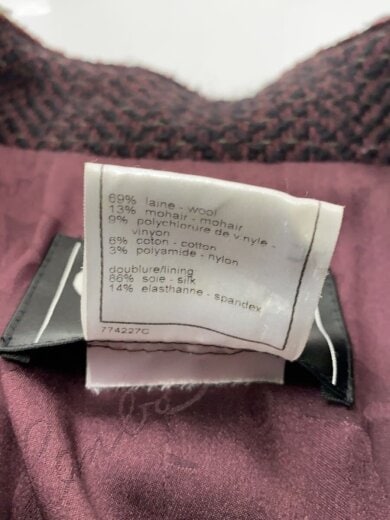 69% laine - wool
13% mohair - mohair
9% polychlorure de vinyle -
vinyon
6% coton - cotton
3% polyamide - nylon
doublure/lining
86% soie - silk
14% elasthanne - spandex
774227C